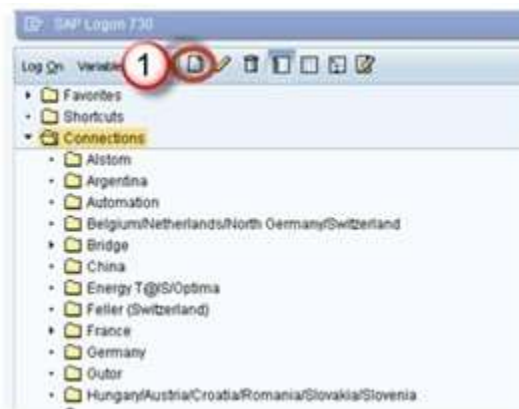 SAP Logon 730
Log On Variable
1
Favorites
Shortcuts
Connections
Alstom
Argentina
Automation
Belgium/Netherlands/North Germany/Switzerland
Bridge
China
Energy T@IS/Optima
Feller (Switzerland)
France
Germany
Gutor
Hungary/Austria/Croatia/Romania/Slovakia/Slovenia